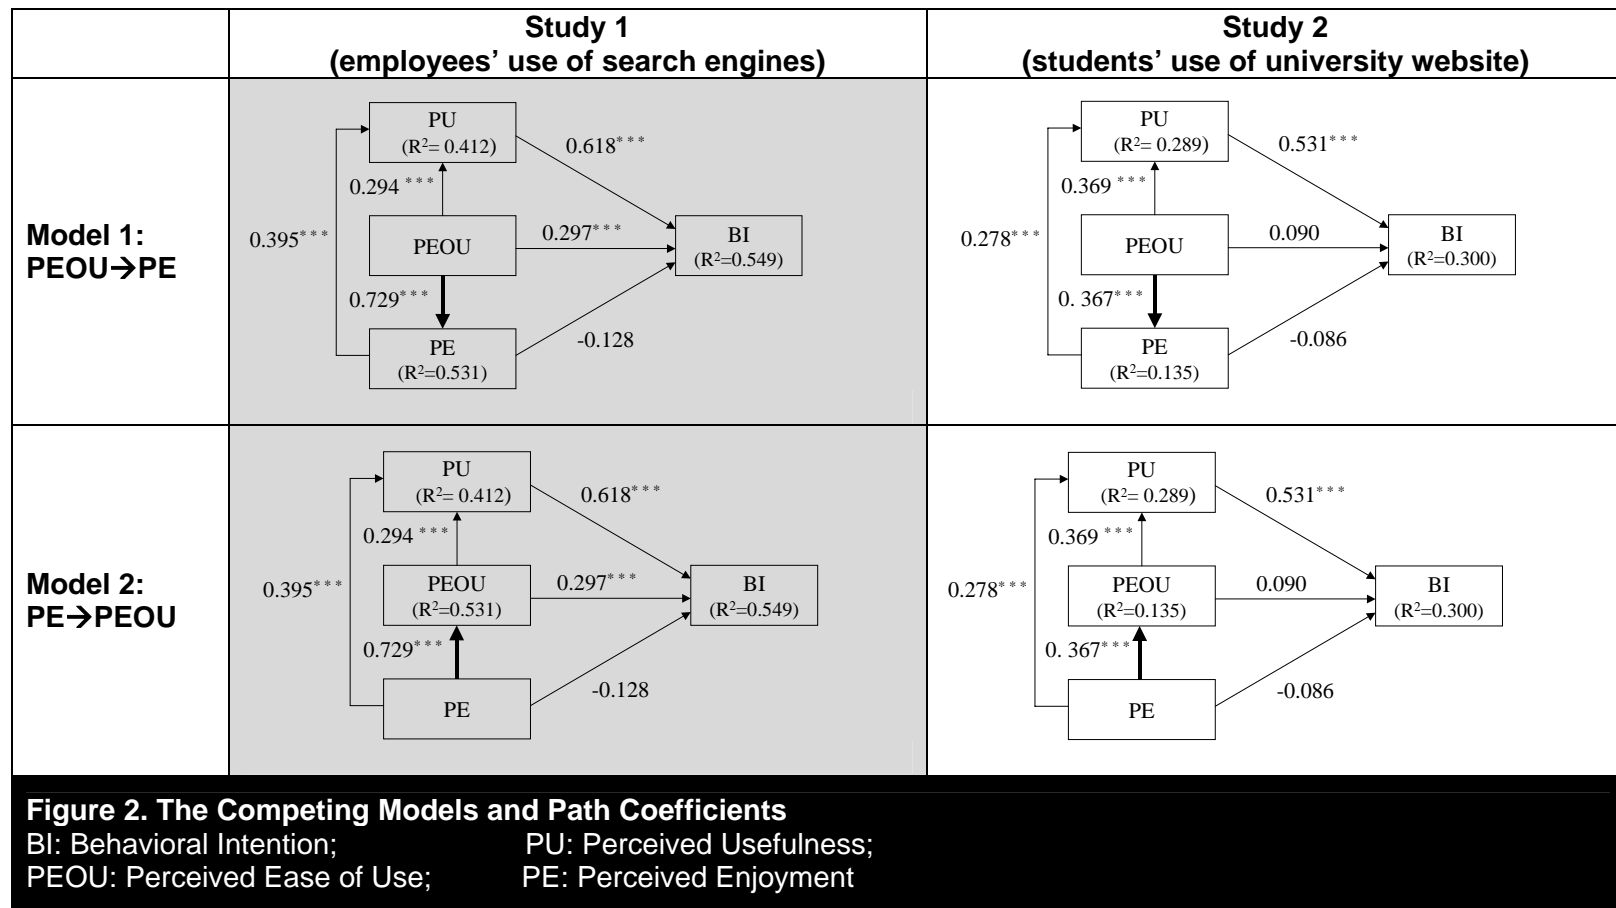 Study 1
(employees' use of search engines)
Study 2
(students' use of university website)
Model 1:
PEOU→PE
PU
(R²= 0.412)
0.618***
0.294 ***
0.395***
PEOU
0.297***
BI
(R²=0.549)
0.729***
-0.128
PE
(R²=0.531)
PU
(R²= 0.289)
0.531***
0.369 ***
0.278***
PEOU
0.090
BI
(R²=0.300)
0. 367***
-0.086
PE
(R²=0.135)
Model 2:
PE→PEOU
PU
(R²= 0.412)
0.618***
0.294 ***
0.395***
PEOU
(R²=0.531)
0.297***
BI
(R²=0.549)
0.729***
-0.128
PE
PU
(R²= 0.289)
0.531***
0.369 ***
0.278***
PEOU
(R²=0.135)
0.090
BI
(R²=0.300)
0. 367***
-0.086
PE
Figure 2. The Competing Models and Path Coefficients
BI: Behavioral Intention; PU: Perceived Usefulness;
PEOU: Perceived Ease of Use; PE: Perceived Enjoyment